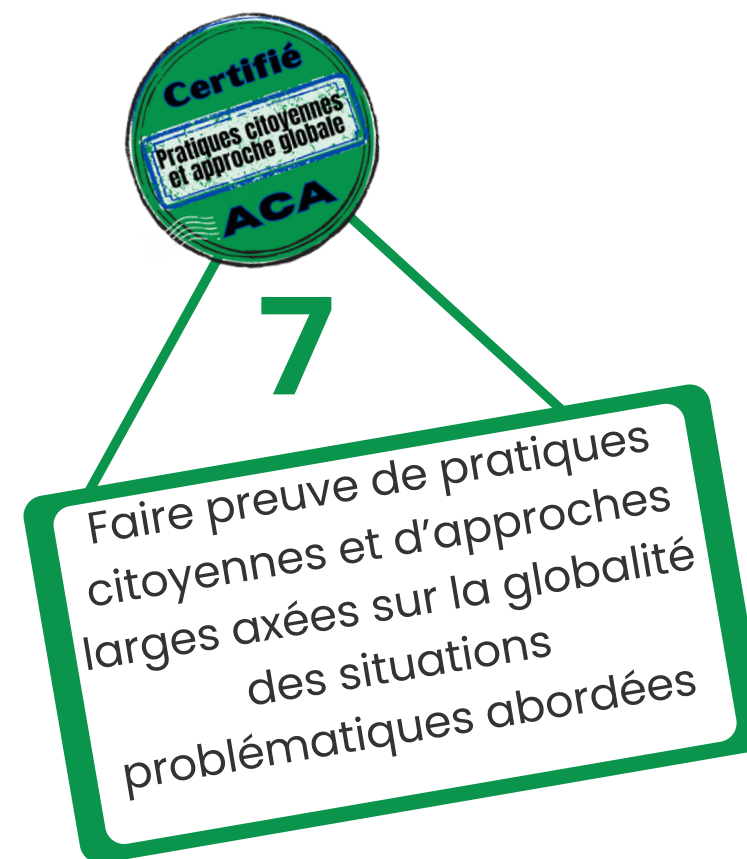 Certifié
Pratiques citoyennes
et approche globale
ACA
7
Faire preuve de pratiques
citoyennes et d’approches
larges axées sur la globalité
des situations
problématiques abordées